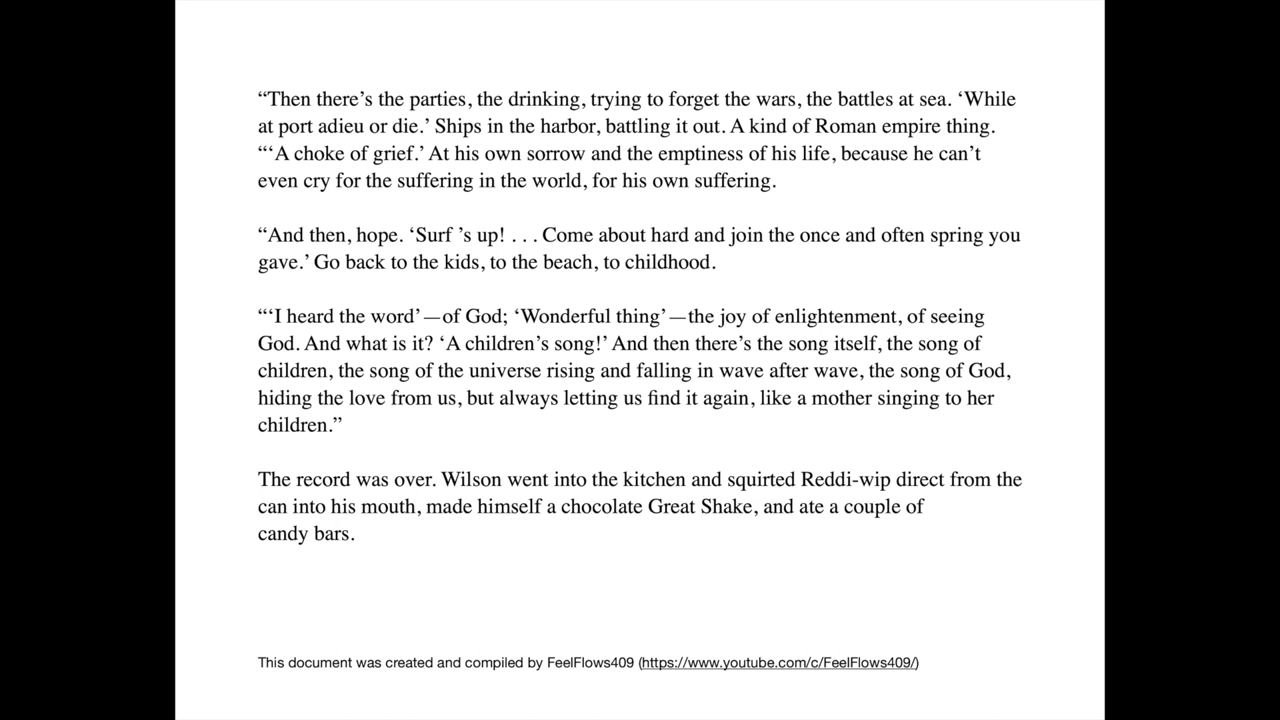 “Then there’s the parties, the drinking, trying to forget the wars, the battles at sea. ‘While
at port adieu or die.’ Ships in the harbor, battling it out. A kind of Roman empire thing.
“‘A choke of grief.’ At his own sorrow and the emptiness of his life, because he can’t
even cry for the suffering in the world, for his own suffering.
“And then, hope. ‘Surf ’s up! . . . Come about hard and join the once and often spring you
gave.’ Go back to the kids, to the beach, to childhood.
“‘I heard the word’—of God; ‘Wonderful thing’—the joy of enlightenment, of seeing
God. And what is it? ‘A children’s song!’ And then there’s the song itself, the song of
children, the song of the universe rising and falling in wave after wave, the song of God,
hiding the love from us, but always letting us find it again, like a mother singing to her
children.”
The record was over. Wilson went into the kitchen and squirted Reddi-wip direct from the
can into his mouth, made himself a chocolate Great Shake, and ate a couple of
candy bars.
This document was created and compiled by FeelFlows409 (https://www.youtube.com/c/FeelFlows409/)